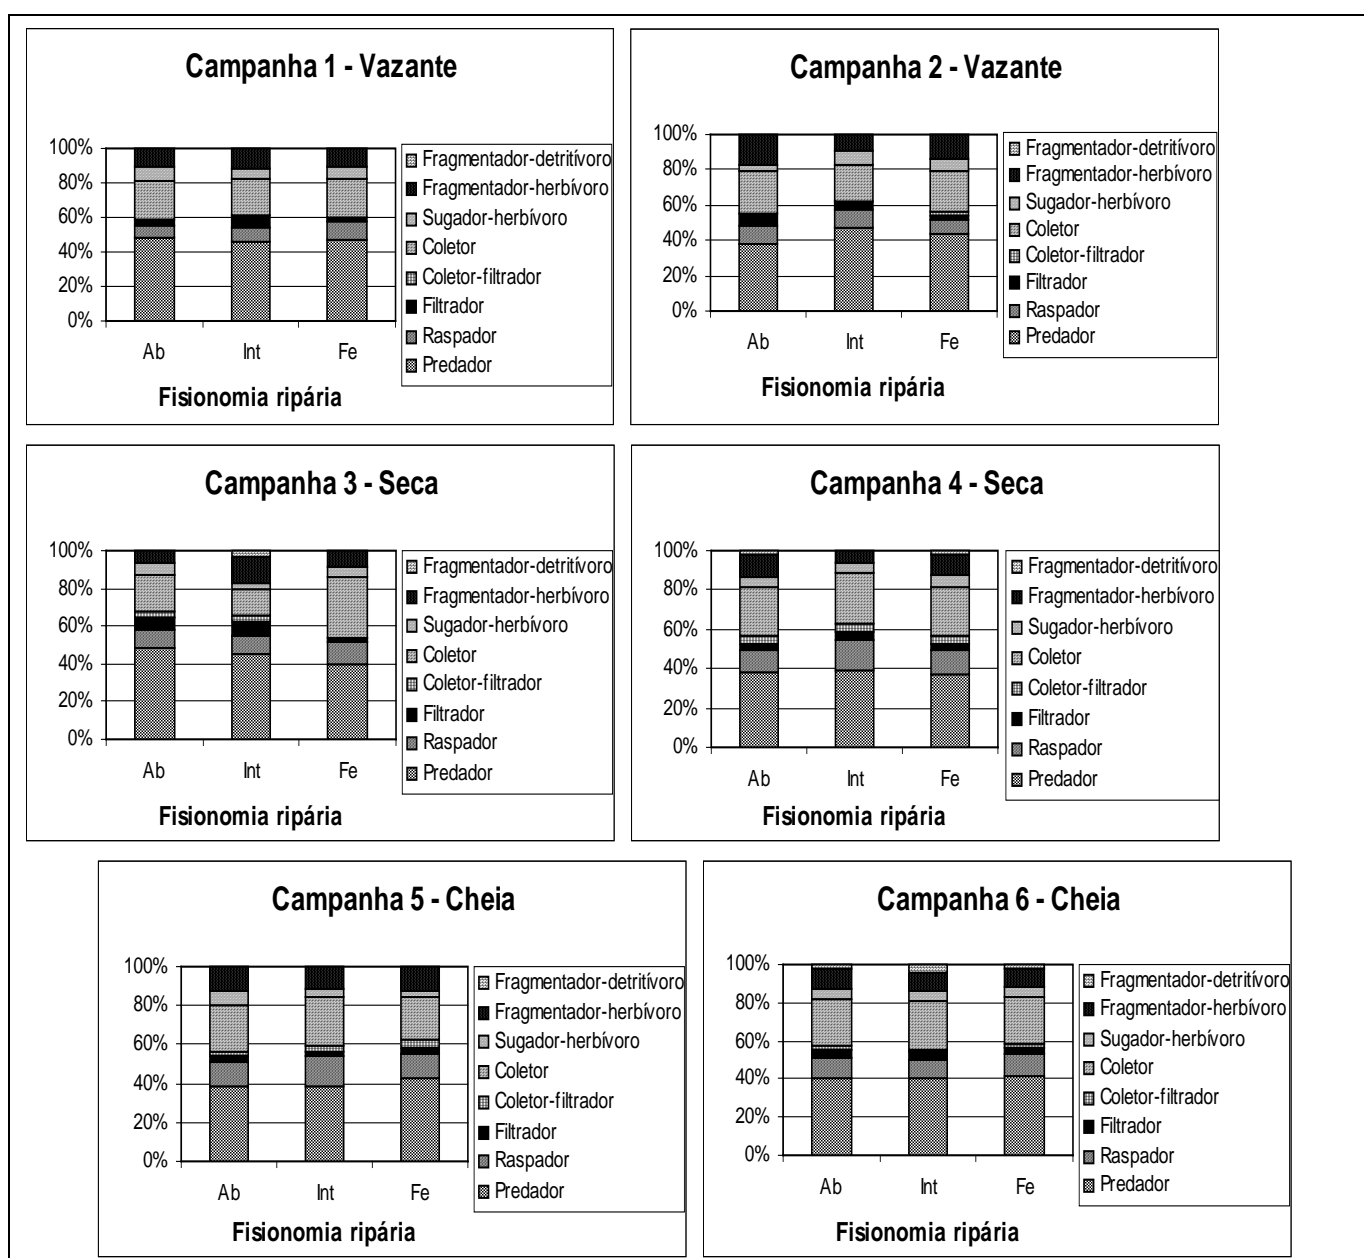 Campanha 1 - Vazante
100%
80%
60%
40%
20%
0%
Ab Int Fe
Fisionomia ripária
Fragmentador-detritívoro
Fragmentador-herbívoro
Sugador-herbívoro
Coletor
Coletor-filtrador
Filtrador
Raspador
Predador
Campanha 2 - Vazante
100%
80%
60%
40%
20%
0%
Ab Int Fe
Fisionomia ripária
Fragmentador-detritívoro
Fragmentador-herbívoro
Sugador-herbívoro
Coletor
Coletor-filtrador
Filtrador
Raspador
Predador
Campanha 3 - Seca
100%
80%
60%
40%
20%
0%
Ab Int Fe
Fisionomia ripária
Fragmentador-detritívoro
Fragmentador-herbívoro
Sugador-herbívoro
Coletor
Coletor-filtrador
Filtrador
Raspador
Predador
Campanha 4 - Seca
100%
80%
60%
40%
20%
0%
Ab Int Fe
Fisionomia ripária
Fragmentador-detritívoro
Fragmentador-herbívoro
Sugador-herbívoro
Coletor
Coletor-filtrador
Filtrador
Raspador
Predador
Campanha 5 - Cheia
100%
80%
60%
40%
20%
0%
Ab Int Fe
Fisionomia ripária
Fragmentador-detritívoro
Fragmentador-herbívoro
Sugador-herbívoro
Coletor
Coletor-filtrador
Filtrador
Raspador
Predador
Campanha 6 - Cheia
100%
80%
60%
40%
20%
0%
Ab Int Fe
Fisionomia ripária
Fragmentador-detritívoro
Fragmentador-herbívoro
Sugador-herbívoro
Coletor
Coletor-filtrador
Filtrador
Raspador
Predador